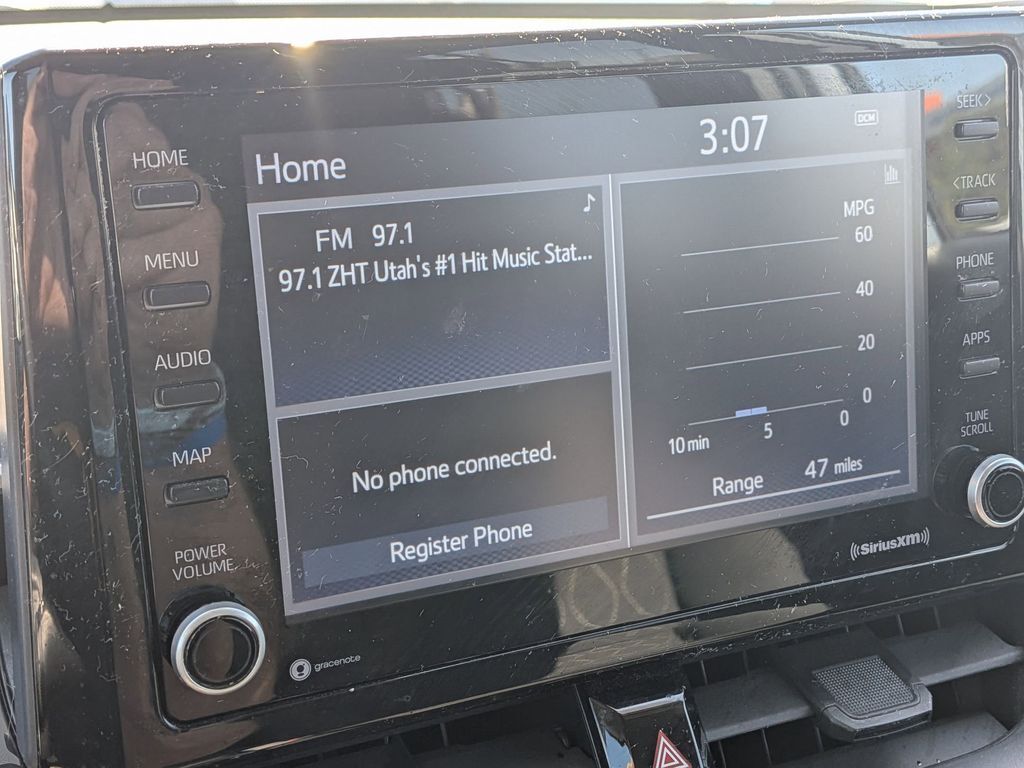 HOME
MENU
AUDIO
MAP
POWER
VOLUME
Home
3:07
DCM
FM 97.1
97.1 ZHT Utah's #1 Hit Music Stat...
No phone connected.
Register Phone
MPG
60
40
20
0
10 min 5 0
Range 47 miles
SEEK>
<TRACK
PHONE
APPS
TUNE
SCROLL
gracenote
((SiriusXM))